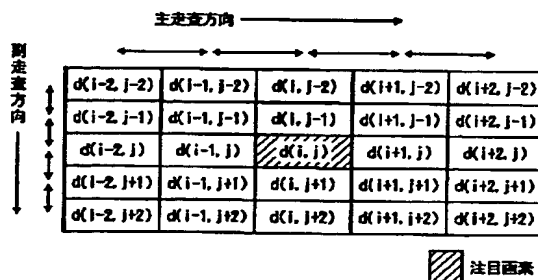 主走査方向
副走査方向
d(i-2, j-2) d(i-1, j-2) d(i, j-2) d(i+1, j-2) d(i+2, j-2)
d(i-2, j-1) d(i-1, j-1) d(i, j-1) d(i+1, j-1) d(i+2, j-1)
d(i-2, j) d(i-1, j) d(i, j) d(i+1, j) d(i+2, j)
d(i-2, j+1) d(i-1, j+1) d(i, j+1) d(i+1, j+1) d(i+2, j+1)
d(i-2, j+2) d(i-1, j+2) d(i, j+2) d(i+1, j+2) d(i+2, j+2)
注目画素